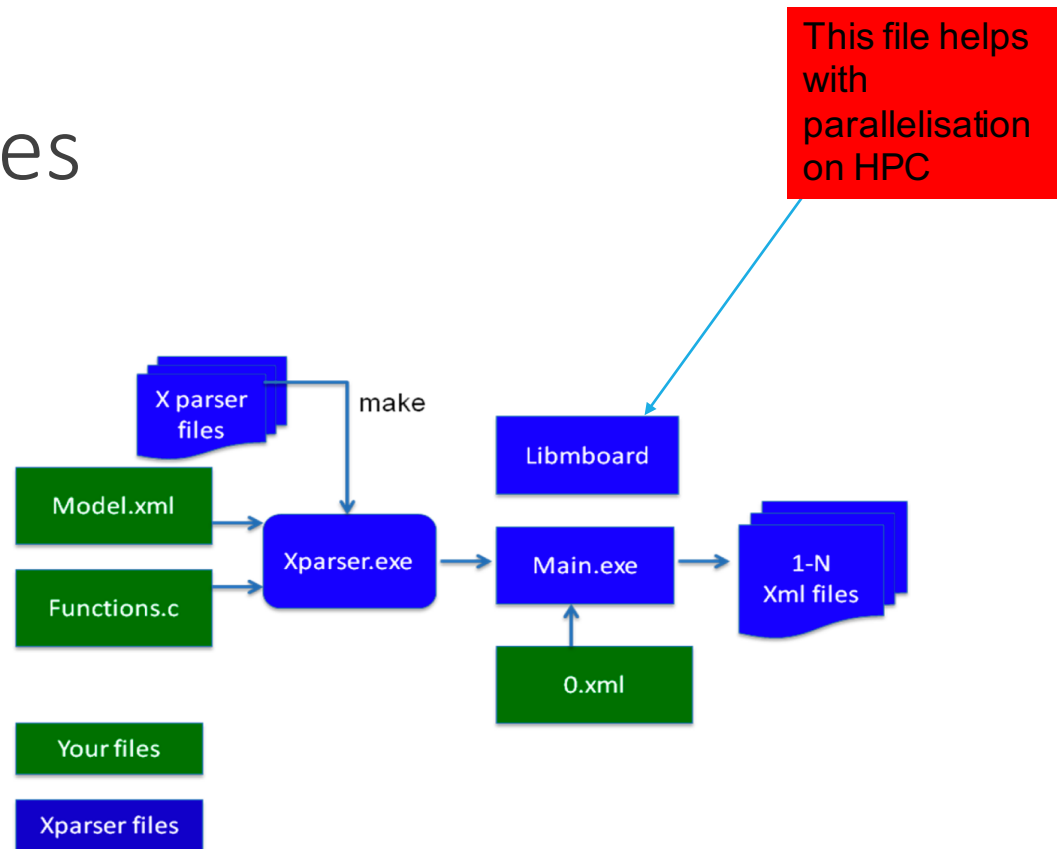 This file helps
with
parallelisation
on HPC
es
X parser
files
make
Libmboard
Model.xml
Xparser.exe
Main.exe
1-N
Xml files
Functions.c
0.xml
Your files
Xparser files